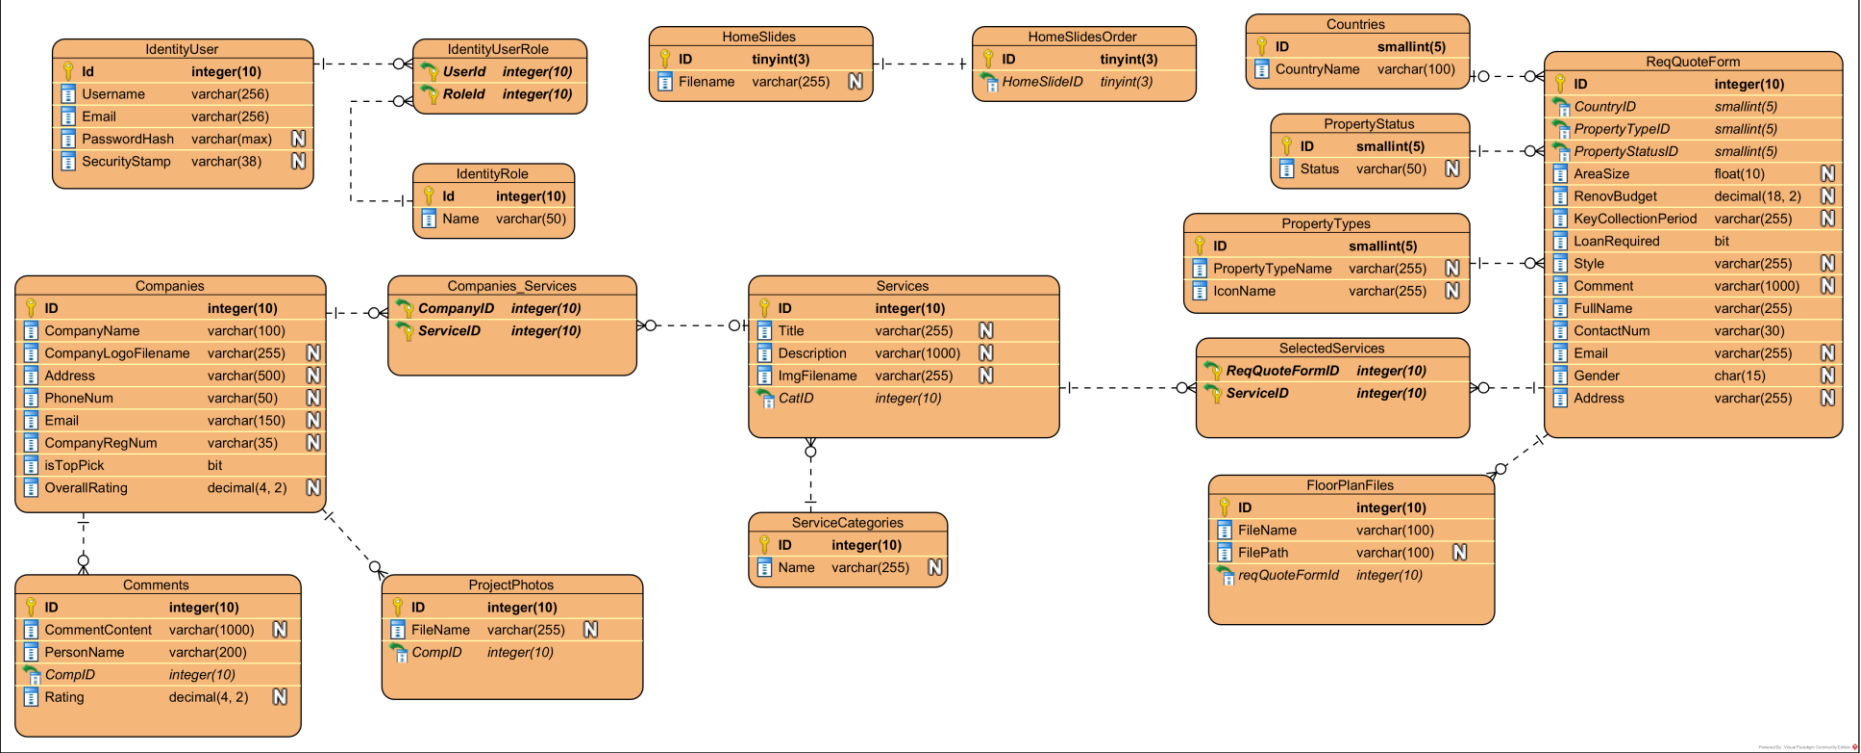 IdentityUser
Id integer(10)
Username varchar(256)
Email varchar(256)
PasswordHash varchar(max) N
SecurityStamp varchar(38) N
IdentityUserRole
UserId integer(10)
RoleId integer(10)
IdentityRole
Id integer(10)
Name varchar(50)
HomeSlides
ID tinyint(3)
Filename varchar(255) N
HomeSlidesOrder
ID tinyint(3)
HomeSlideID tinyint(3)
Countries
ID smallint(5)
CountryName varchar(100)
PropertyStatus
ID smallint(5)
Status varchar(50) N
PropertyTypes
ID smallint(5)
PropertyTypeName varchar(255) N
IconName varchar(255) N
ReqQuoteForm
ID integer(10)
CountryID smallint(5)
PropertyTypeID smallint(5)
PropertyStatusID smallint(5)
AreaSize float(10) N
RenovBudget decimal(18, 2) N
KeyCollectionPeriod varchar(255) N
LoanRequired bit
Style varchar(255) N
Comment varchar(1000) N
FullName varchar(255)
ContactNum varchar(30)
Email varchar(255) N
Gender char(15) N
Address varchar(255) N
Companies
ID integer(10)
CompanyName varchar(100)
CompanyLogoFilename varchar(255) N
Address varchar(500) N
PhoneNum varchar(50) N
Email varchar(150) N
CompanyRegNum varchar(35) N
isTopPick bit
OverallRating decimal(4, 2) N
Companies_Services
CompanyID integer(10)
ServiceID integer(10)
Services
ID integer(10)
Title varchar(255) N
Description varchar(1000) N
ImgFilename varchar(255) N
CatID integer(10)
SelectedServices
ReqQuoteFormID integer(10)
ServiceID integer(10)
ServiceCategories
ID integer(10)
Name varchar(255) N
FloorPlanFiles
ID integer(10)
FileName varchar(100)
FilePath varchar(100) N
reqQuoteFormId integer(10)
Comments
ID integer(10)
CommentContent varchar(1000) N
PersonName varchar(200)
CompID integer(10)
Rating decimal(4, 2) N
ProjectPhotos
ID integer(10)
FileName varchar(255) N
CompID integer(10)
Powered By Visual Paradigm Community Edition